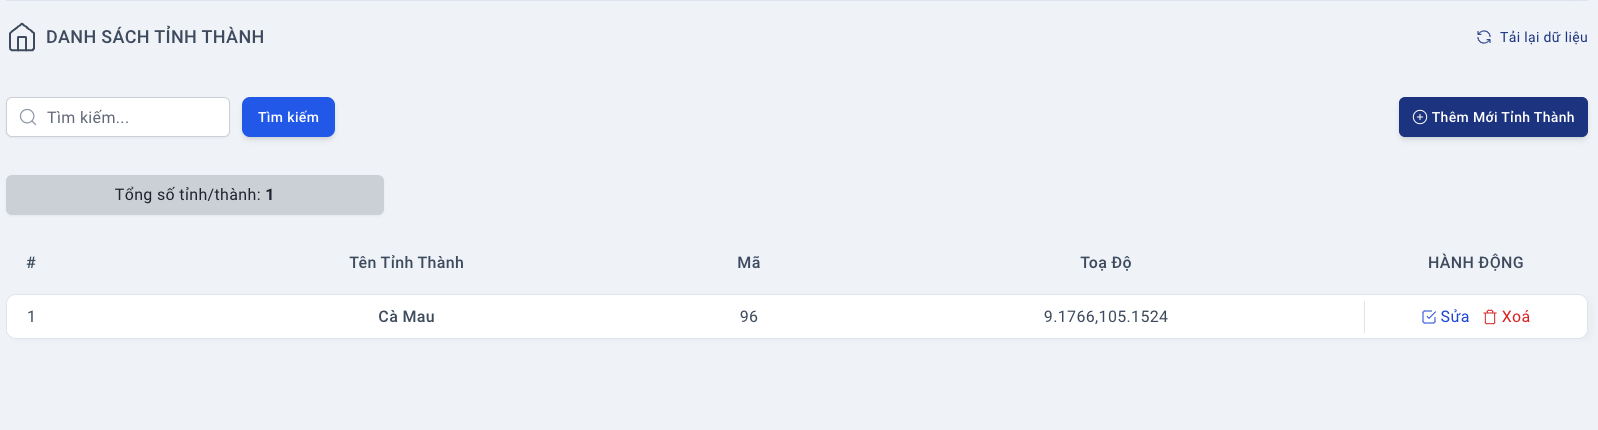 DANH SÁCH TỈNH THÀNH
Tải lại dữ liệu
Tìm kiếm...
Tìm kiếm
Thêm Mới Tỉnh Thành
Tổng số tỉnh/thành: 1
# Tên Tỉnh Thành Mã Toạ Độ HÀNH ĐỘNG
1 Cà Mau 96 9.1766,105.1524 Sửa Xoá